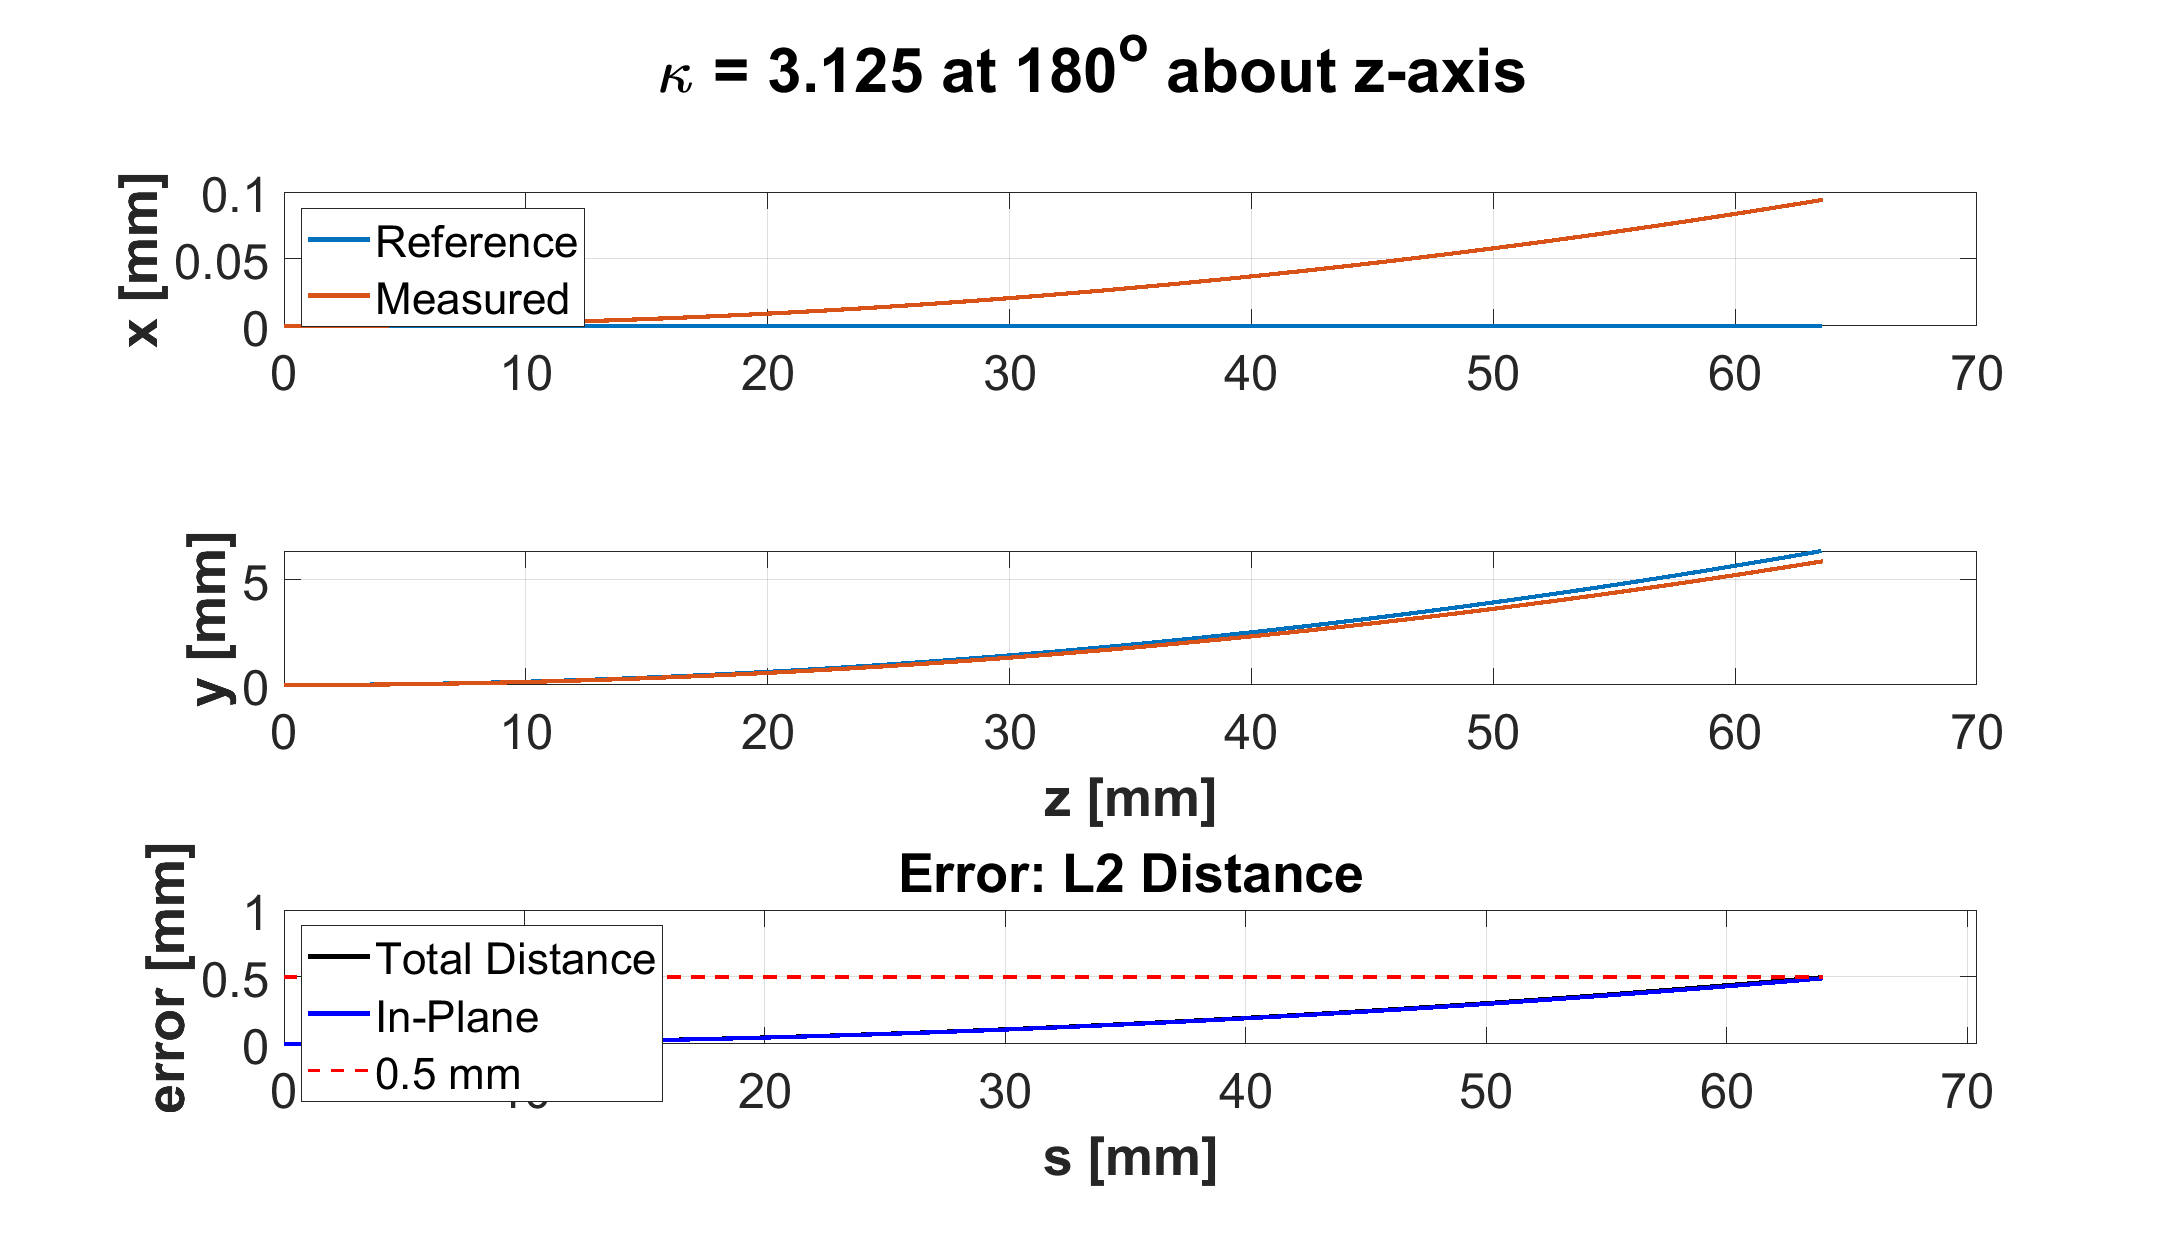 κ = 3.125 at 180º about z-axis
x [mm]
0.1
0.05
0
Reference
Measured
0 10 20 30 40 50 60 70
y [mm]
5
0
0 10 20 30 40 50 60 70
z [mm]
Error: L2 Distance
error [mm]
1
0.5
0
Total Distance
In-Plane
0.5 mm
0 20 30 40 50 60 70
s [mm]